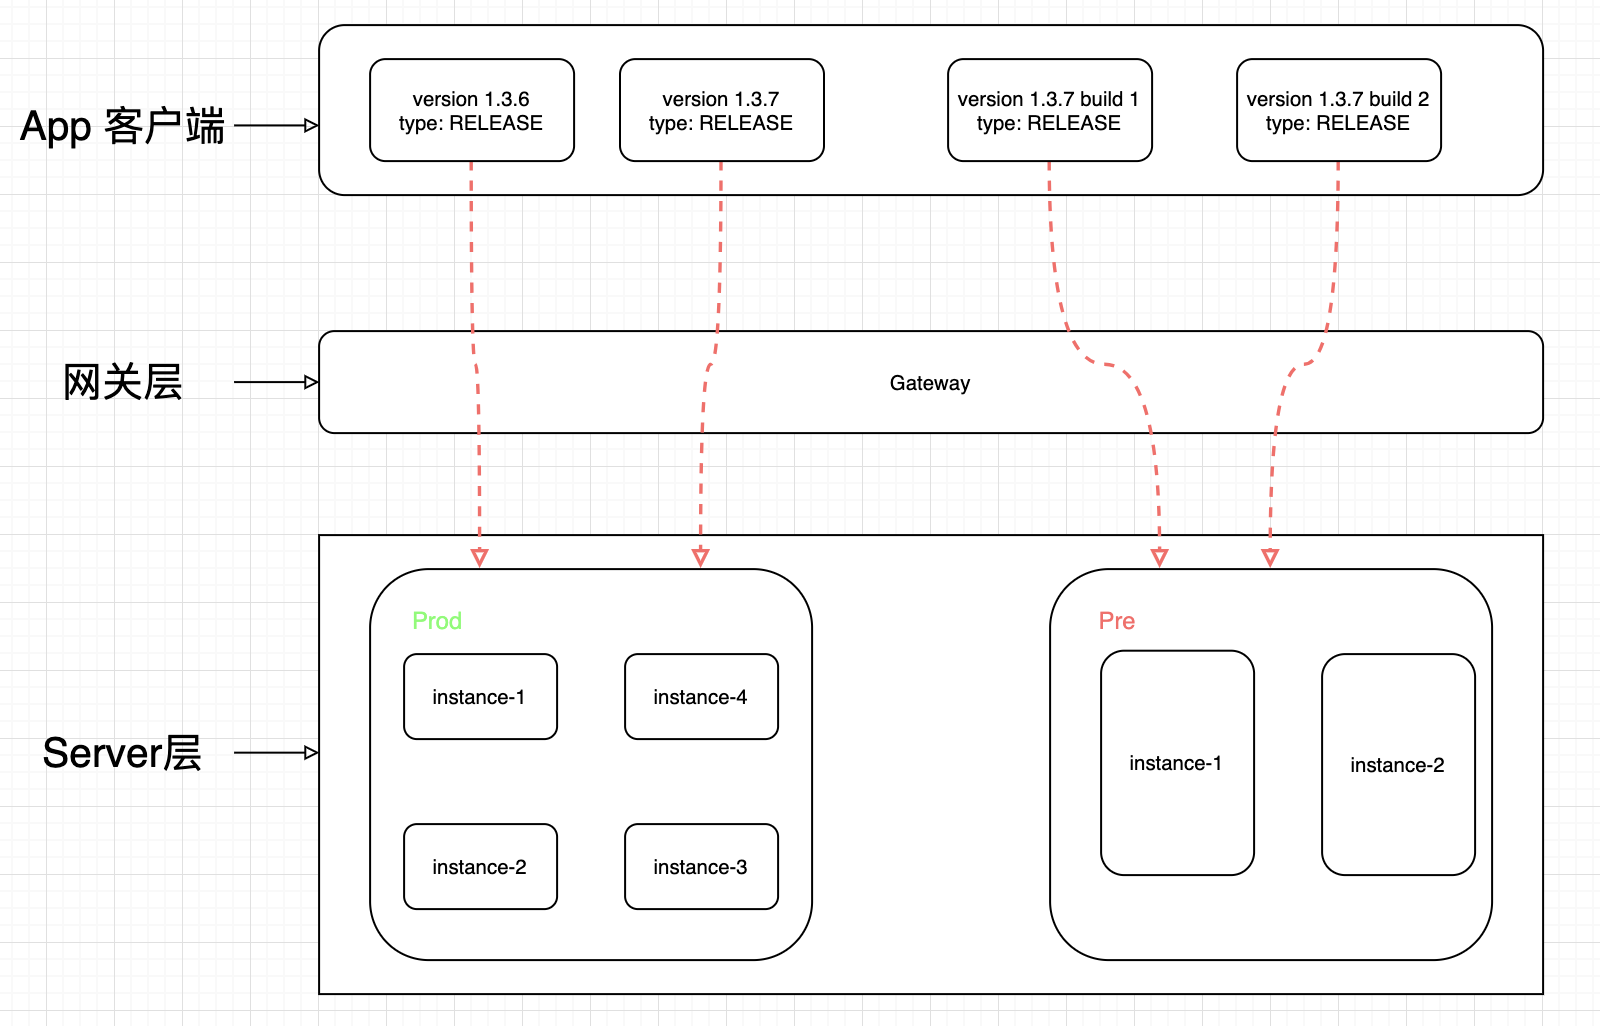 App 客户端
version 1.3.6
type: RELEASE
version 1.3.7
type: RELEASE
version 1.3.7 build 1
type: RELEASE
version 1.3.7 build 2
type: RELEASE
网关层
Gateway
Server层
Prod
instance-1
instance-4
instance-2
instance-3
Pre
instance-1
instance-2